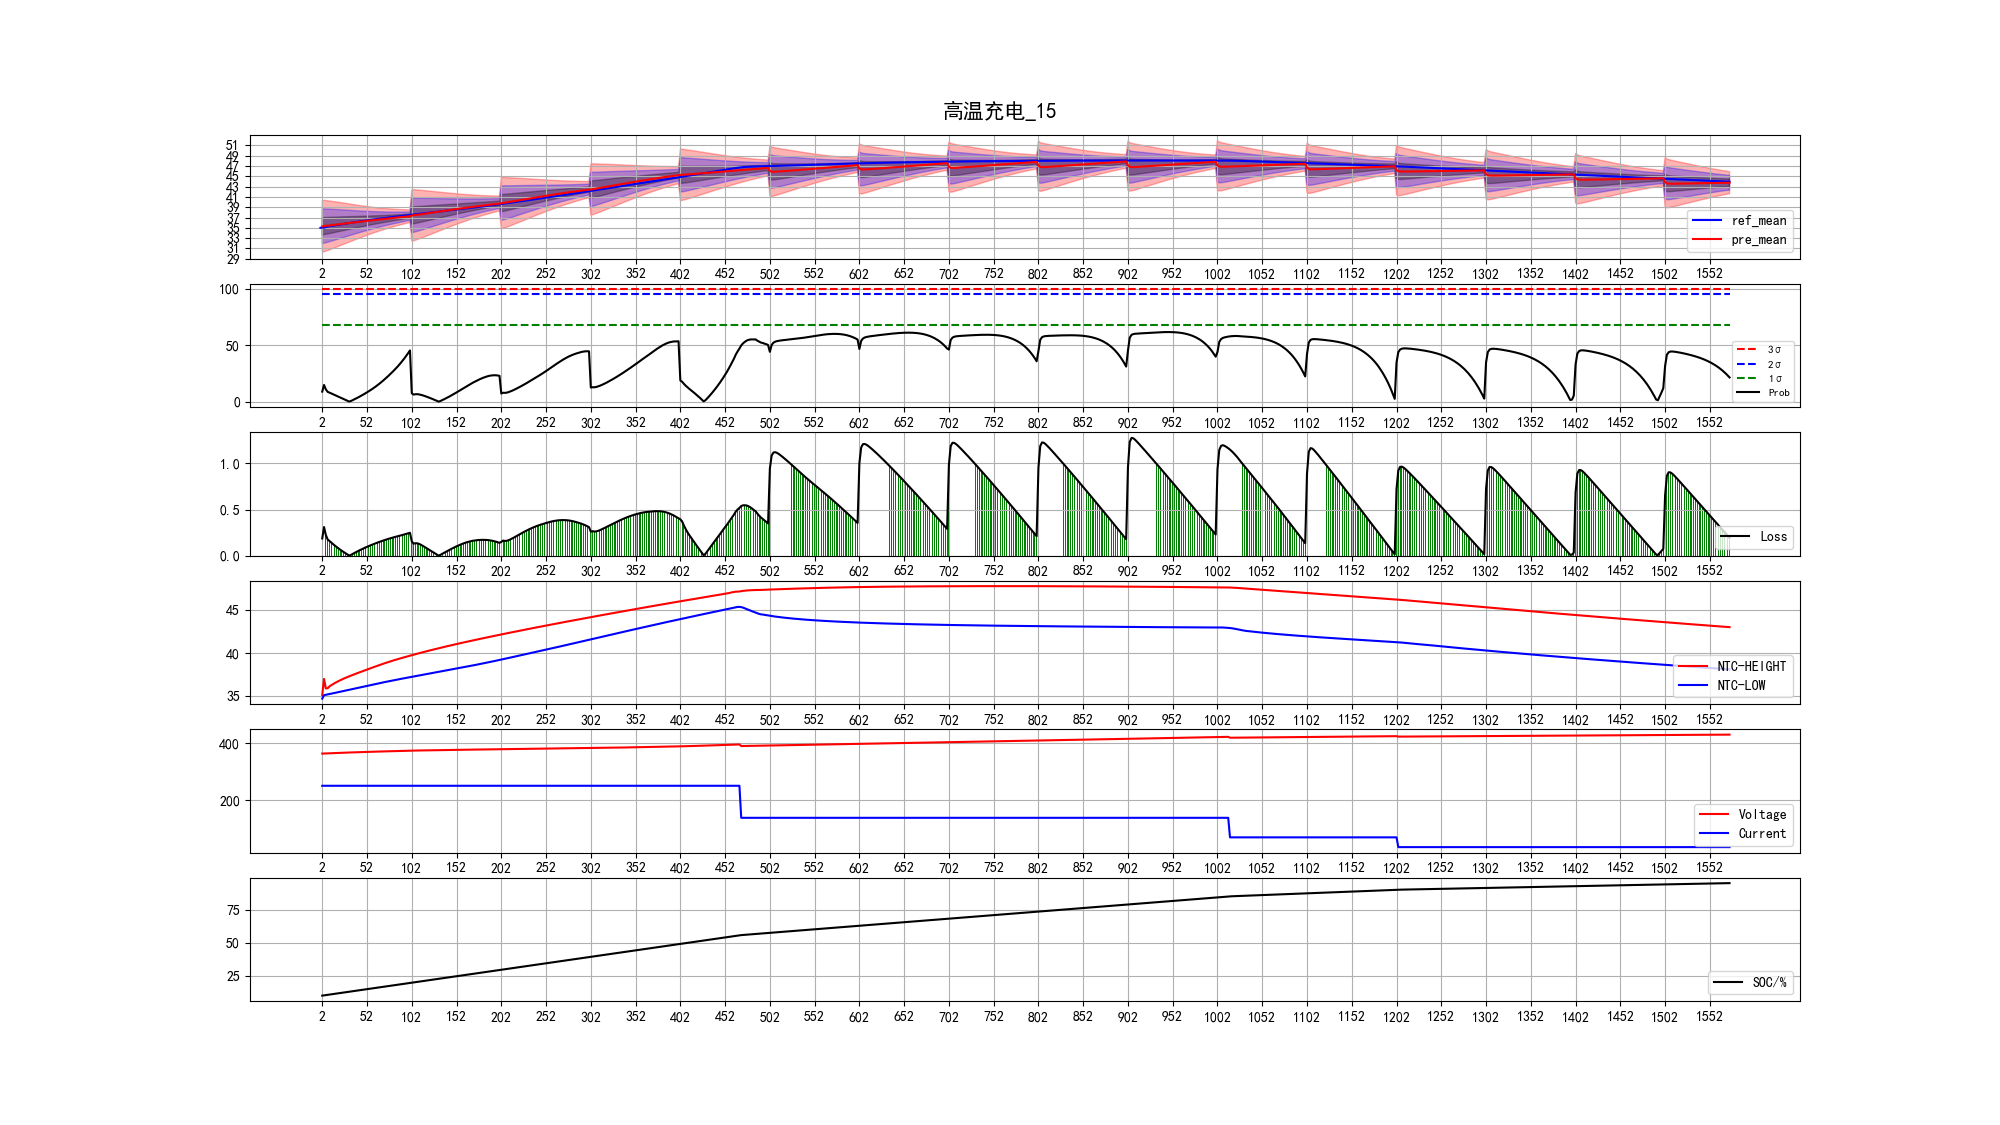 高温充电_15
51
49
47
45
43
41
39
37
35
33
31
29
ref_mean
pre_mean
2 52 102 152 202 252 302 352 402 452 502 552 602 652 702 752 802 852 902 952 1002 1052 1102 1152 1202 1252 1302 1352 1402 1452 1502 1552
100
50
0
3σ
2σ
1σ
Prob
2 52 102 152 202 252 302 352 402 452 502 552 602 652 702 752 802 852 902 952 1002 1052 1102 1152 1202 1252 1302 1352 1402 1452 1502 1552
1.0
0.5
0.0
Loss
2 52 102 152 202 252 302 352 402 452 502 552 602 652 702 752 802 852 902 952 1002 1052 1102 1152 1202 1252 1302 1352 1402 1452 1502 1552
45
40
35
NTC-HEIGHT
NTC-LOW
2 52 102 152 202 252 302 352 402 452 502 552 602 652 702 752 802 852 902 952 1002 1052 1102 1152 1202 1252 1302 1352 1402 1452 1502 1552
400
200
Voltage
Current
2 52 102 152 202 252 302 352 402 452 502 552 602 652 702 752 802 852 902 952 1002 1052 1102 1152 1202 1252 1302 1352 1402 1452 1502 1552
75
50
25
SOC/%
2 52 102 152 202 252 302 352 402 452 502 552 602 652 702 752 802 852 902 952 1002 1052 1102 1152 1202 1252 1302 1352 1402 1452 1502 1552